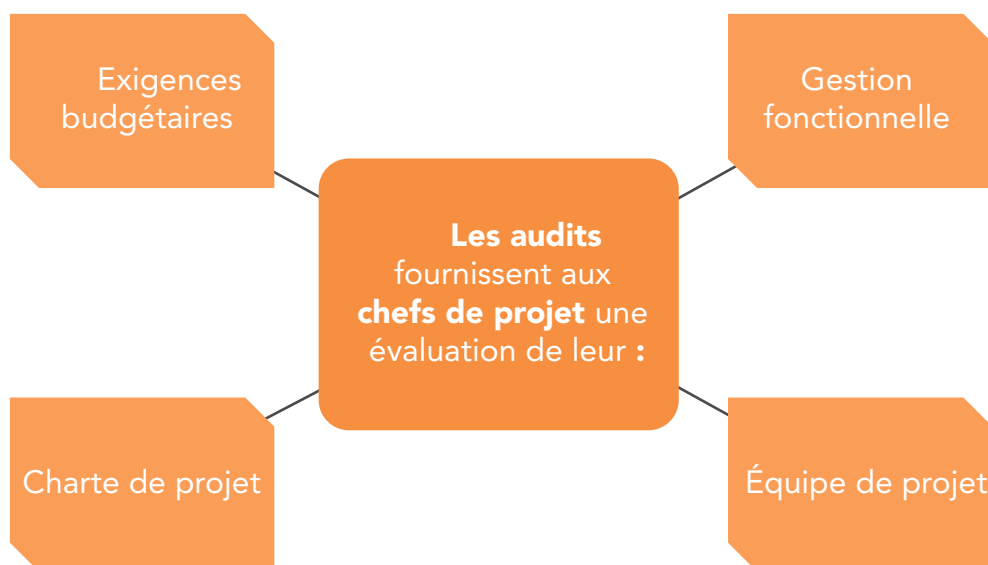 Exigences
budgétaires
Gestion
fonctionnelle
Les audits
fournissent aux
chefs de projet une
évaluation de leur :
Charte de projet
Équipe de projet